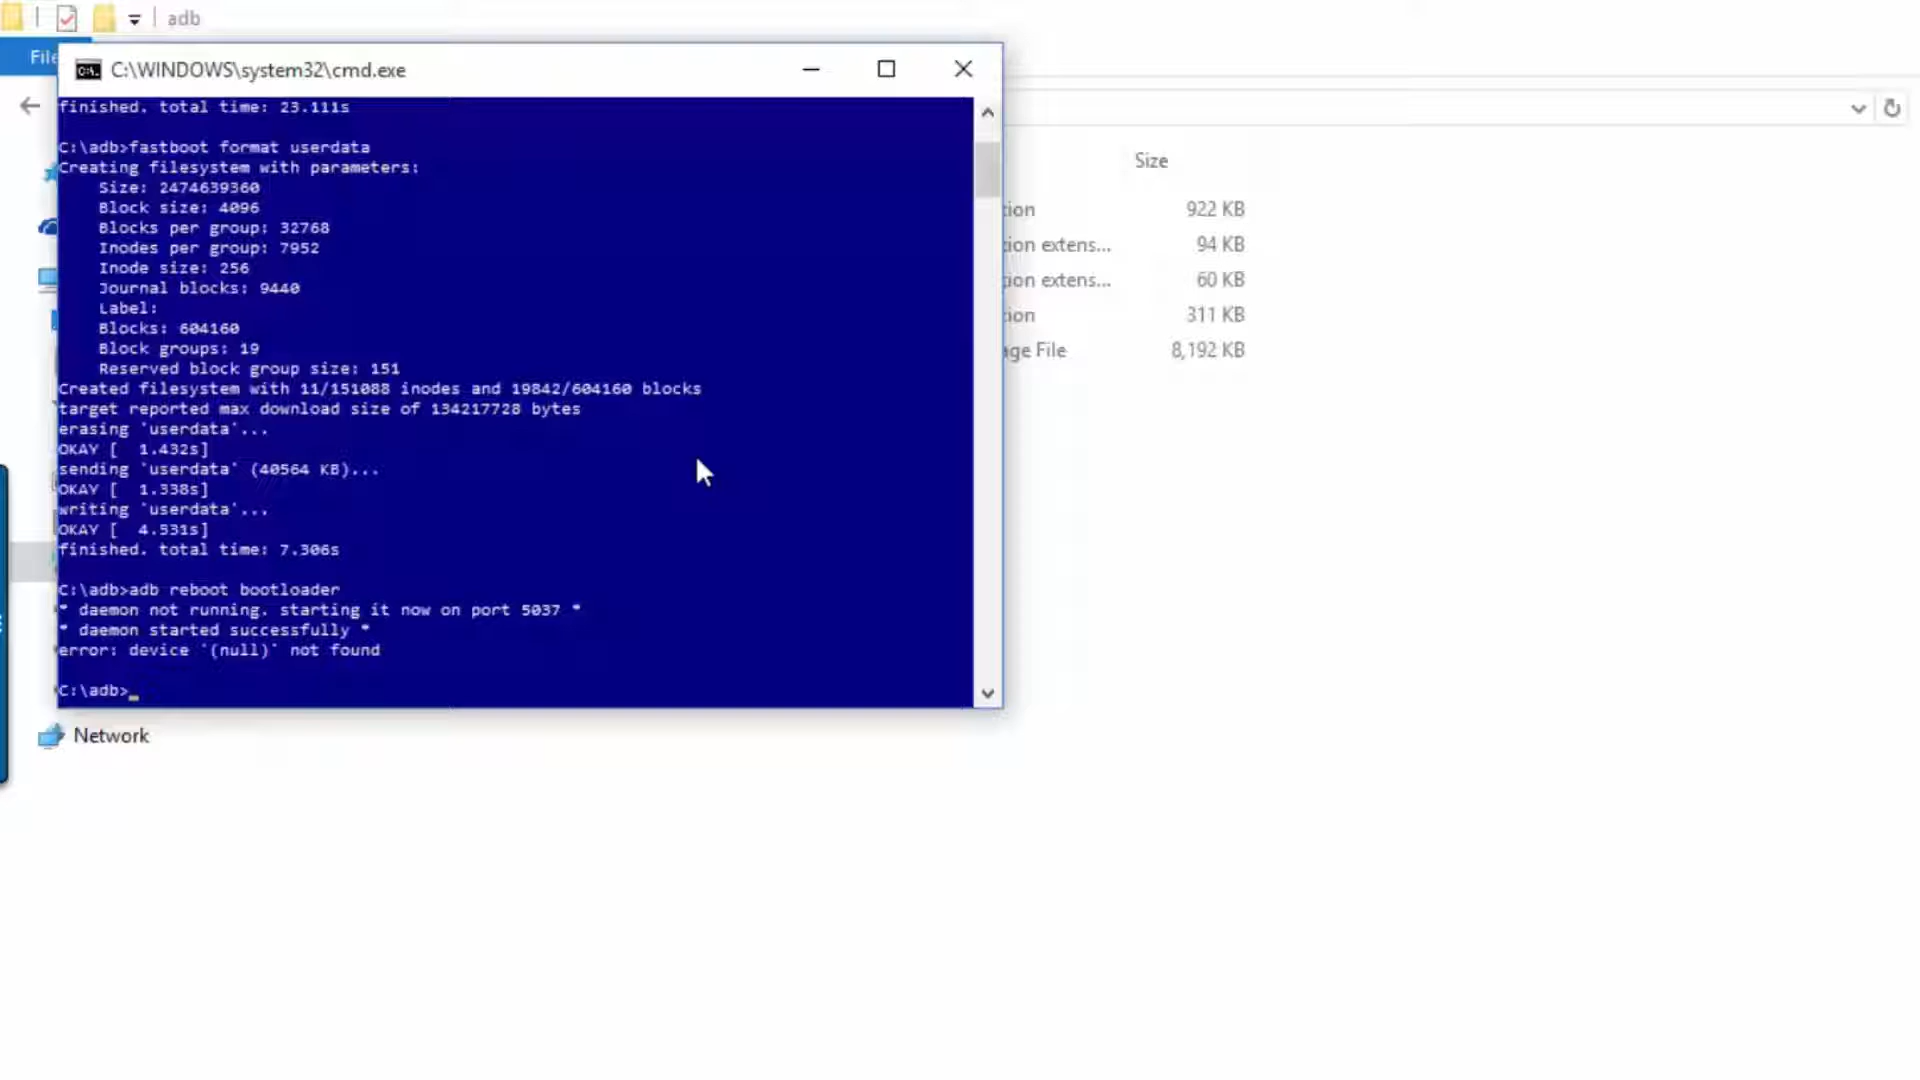 adb
File
C:\WINDOWS\system32\cmd.exe
finished. total time: 23.111s
C:\adb>fastboot format userdata
Creating filesystem with parameters:
Size: 2474639360
Block size: 4096
Blocks per group: 32768
Inodes per group: 7952
Inode size: 256
Journal blocks: 9440
Label:
Blocks: 604160
Block groups: 19
Reserved block group size: 151
Created filesystem with 11/151088 inodes and 19842/604160 blocks
target reported max download size of 134217728 bytes
erasing 'userdata'...
OKAY [  1.432s]
sending 'userdata' (40564 KB)...
OKAY [  1.338s]
writing 'userdata'...
OKAY [  4.531s]
finished. total time: 7.306s
C:\adb>adb reboot bootloader
* daemon not running. starting it now on port 5037 *
* daemon started successfully *
error: device '(null)' not found
C:\adb>_
Size
tion 922 KB
tion extens... 94 KB
tion extens... 60 KB
tion 311 KB
age File 8,192 KB
Network